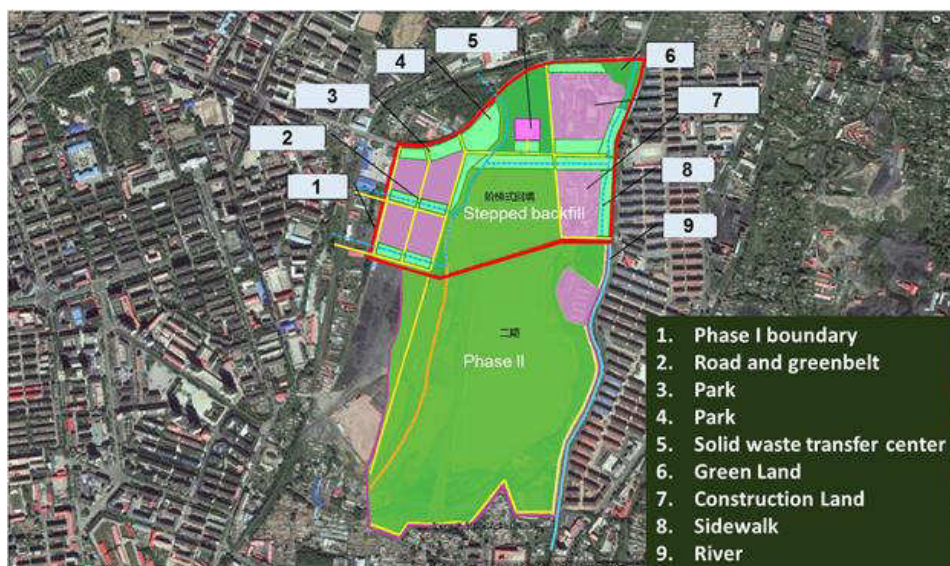 5
4
6
3
7
2
1
8
9
阶梯式回填
Stepped backfill
二期
Phase II
1. Phase I boundary
2. Road and greenbelt
3. Park
4. Park
5. Solid waste transfer center
6. Green Land
7. Construction Land
8. Sidewalk
9. River